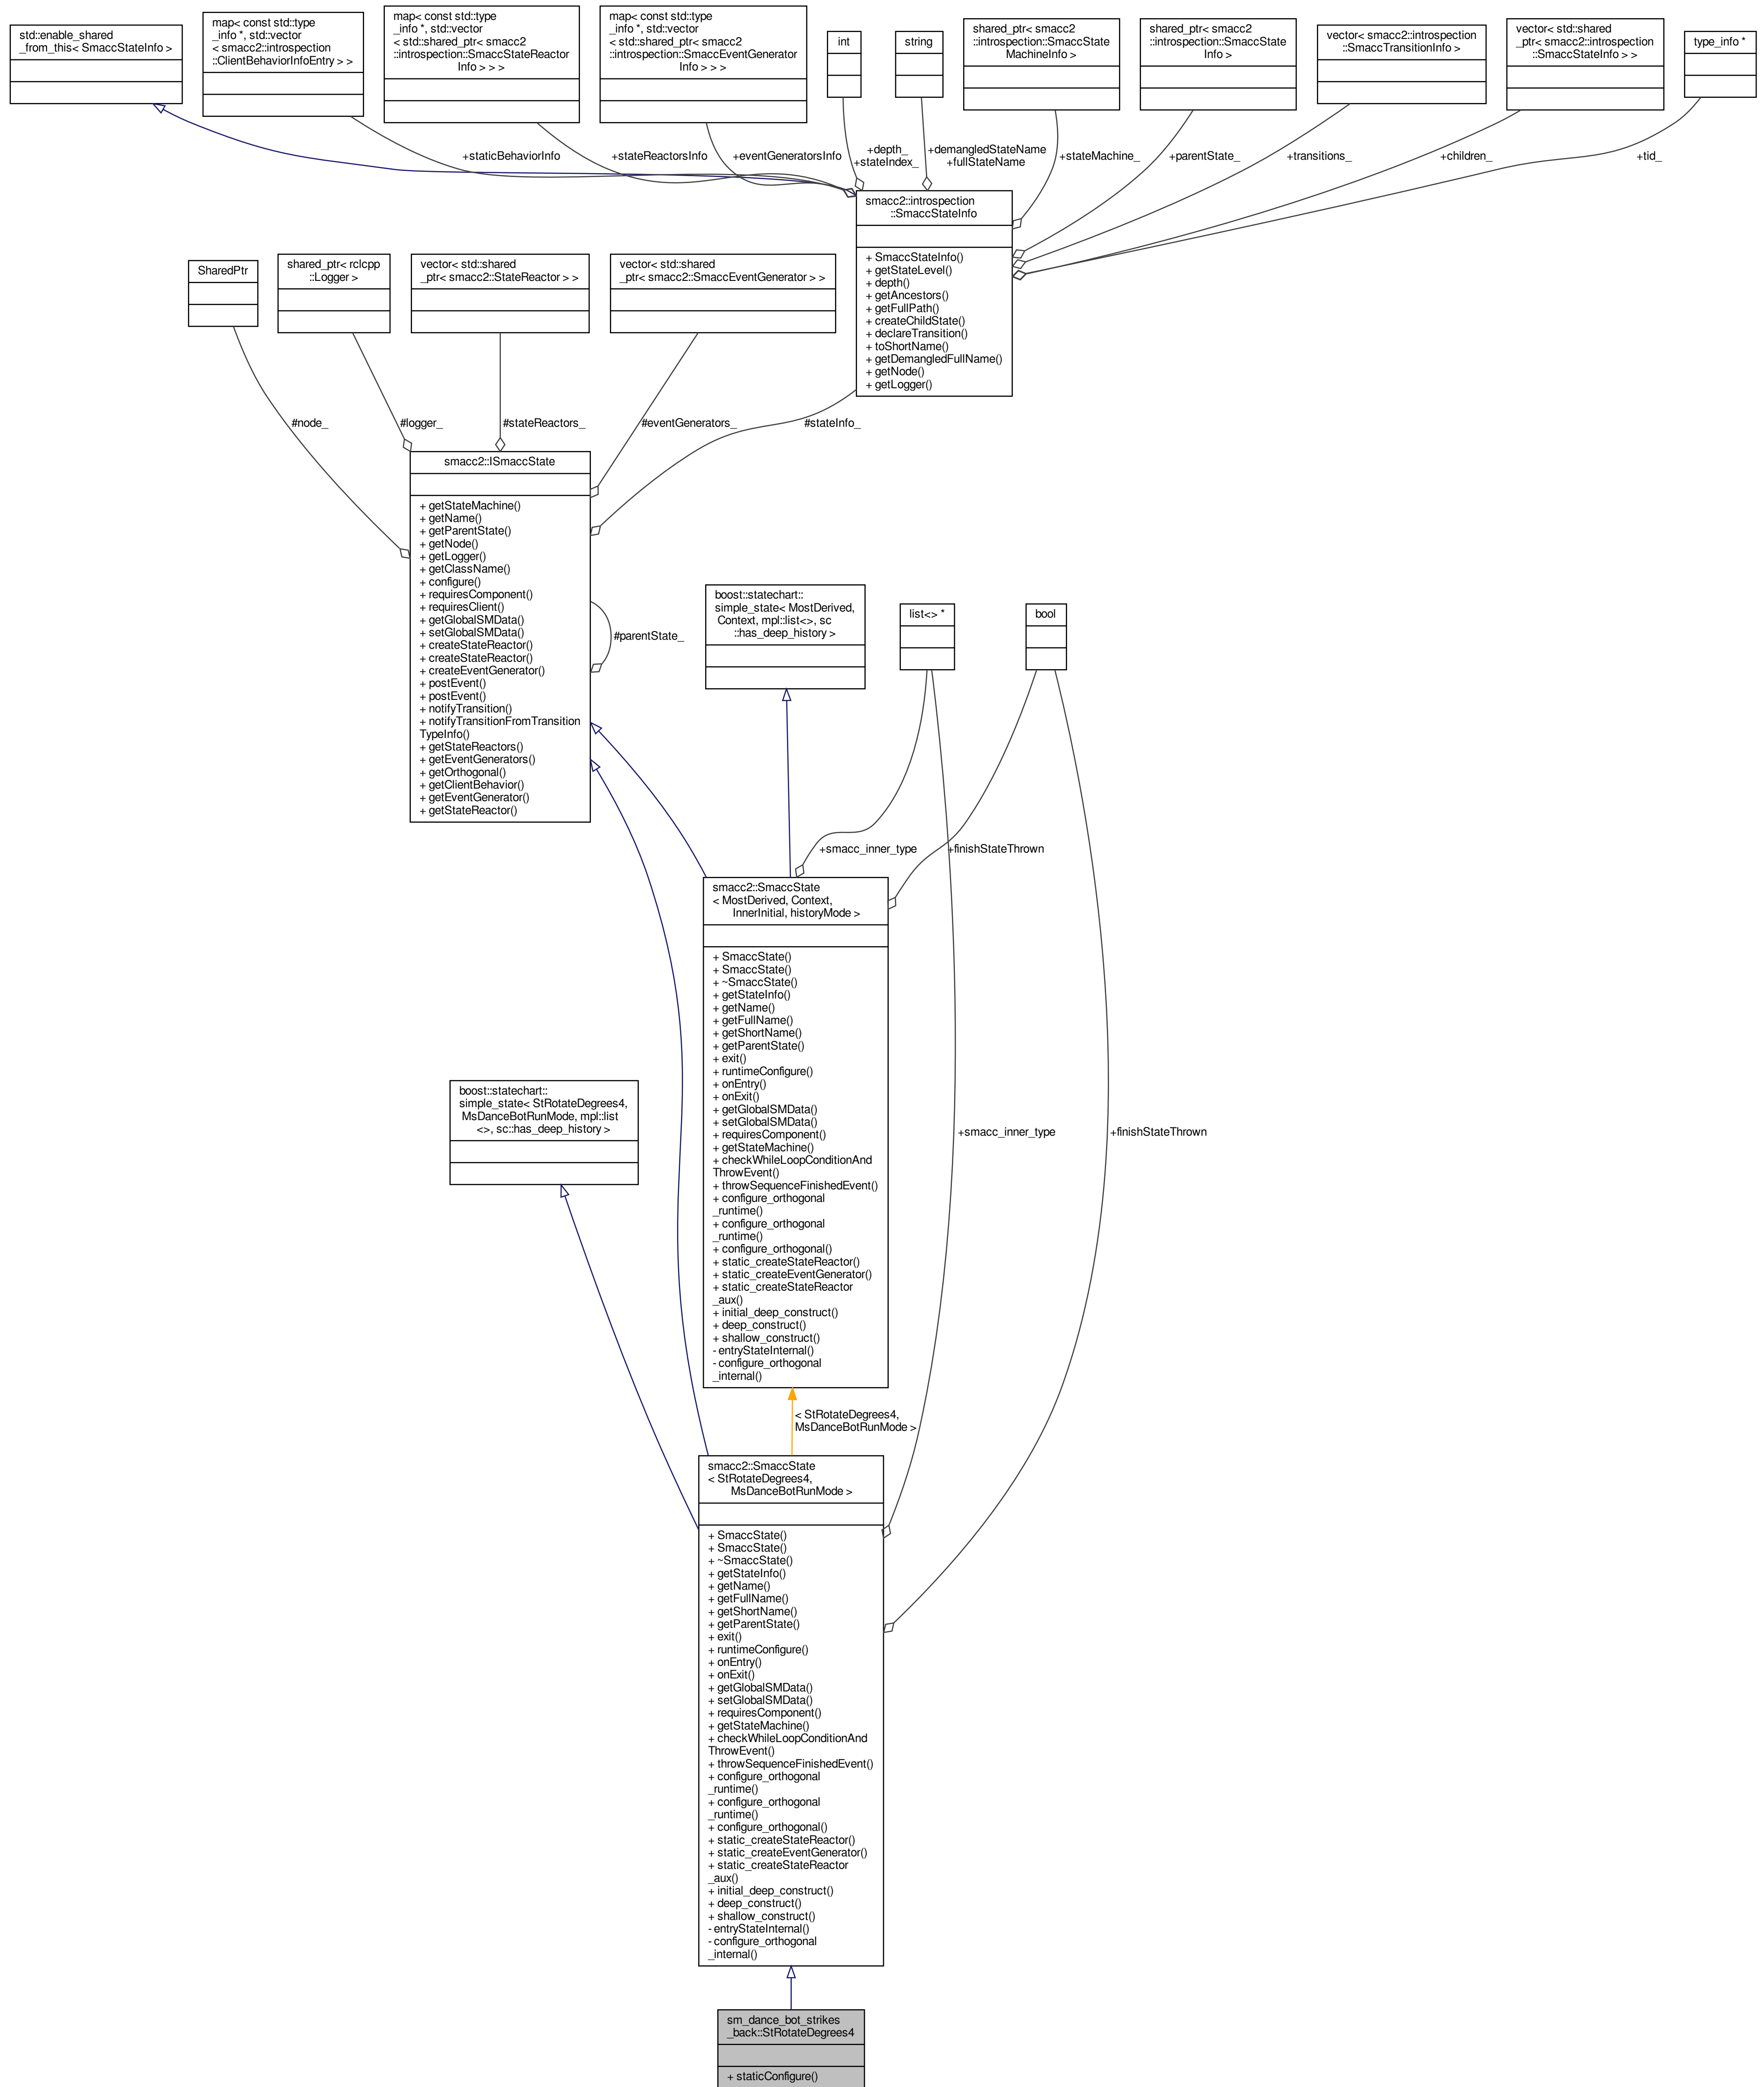 std::enable_shared
_from_this< SmaccStateInfo >
map< const std::type
_info *, std::vector
< smacc2::introspection
::ClientBehaviorInfoEntry > >
map< const std::type
_info *, std::vector
< std::shared_ptr< smacc2
::introspection::SmaccStateReactor
Info > > >
map< const std::type
_info *, std::vector
< std::shared_ptr< smacc2
::introspection::SmaccEventGenerator
Info > > >
int
string
shared_ptr< smacc2
::introspection::SmaccState
MachineInfo >
shared_ptr< smacc2
::introspection::SmaccState
Info >
vector< smacc2::introspection
::SmaccTransitionInfo >
vector< std::shared
_ptr< smacc2::introspection
::SmaccStateInfo > >
type_info *
+staticBehaviorInfo
+stateReactorsInfo
+eventGeneratorsInfo
+depth_
+stateIndex_
+demangledStateName
+fullStateName
+stateMachine_
+parentState_
+transitions_
+children_
+tid_
smacc2::introspection
::SmaccStateInfo
+ SmaccStateInfo()
+ getStateLevel()
+ depth()
+ getAncestors()
+ getFullPath()
+ createChildState()
+ declareTransition()
+ toShortName()
+ getDemangledFullName()
+ getNode()
+ getLogger()
SharedPtr
shared_ptr< rclcpp
::Logger >
vector< std::shared
_ptr< smacc2::StateReactor > >
vector< std::shared
_ptr< smacc2::SmaccEventGenerator > >
#node_
#logger_
#stateReactors_
#eventGenerators_
#stateInfo_
smacc2::ISmaccState
+ getStateMachine()
+ getName()
+ getParentState()
+ getNode()
+ getLogger()
+ getClassName()
+ configure()
+ requiresComponent()
+ requiresClient()
+ getGlobalSMData()
+ setGlobalSMData()
+ createStateReactor()
+ createStateReactor()
+ createEventGenerator()
+ postEvent()
+ postEvent()
+ notifyTransition()
+ notifyTransitionFromTransition
TypeInfo()
+ getStateReactors()
+ getEventGenerators()
+ getOrthogonal()
+ getClientBehavior()
+ getEventGenerator()
+ getStateReactor()
#parentState_
boost::statechart::
simple_state< MostDerived,
Context, mpl::list<>, sc
::has_deep_history >
list<> *
bool
+smacc_inner_type
+finishStateThrown
smacc2::SmaccState
< MostDerived, Context,
InnerInitial, historyMode >
+ SmaccState()
+ SmaccState()
+ ~SmaccState()
+ getStateInfo()
+ getName()
+ getFullName()
+ getShortName()
+ getParentState()
+ exit()
+ runtimeConfigure()
+ onEntry()
+ onExit()
+ getGlobalSMData()
+ setGlobalSMData()
+ requiresComponent()
+ getStateMachine()
+ checkWhileLoopConditionAnd
ThrowEvent()
+ throwSequenceFinishedEvent()
+ configure_orthogonal
_runtime()
+ configure_orthogonal
_runtime()
+ configure_orthogonal()
+ static_createStateReactor()
+ static_createEventGenerator()
+ static_createStateReactor
_aux()
+ initial_deep_construct()
+ deep_construct()
+ shallow_construct()
- entryStateInternal()
- configure_orthogonal
_internal()
boost::statechart::
simple_state< StRotateDegrees4,
MsDanceBotRunMode, mpl::list
<>, sc::has_deep_history >
+smacc_inner_type
+finishStateThrown
< StRotateDegrees4,
MsDanceBotRunMode >
smacc2::SmaccState
< StRotateDegrees4,
MsDanceBotRunMode >
+ SmaccState()
+ SmaccState()
+ ~SmaccState()
+ getStateInfo()
+ getName()
+ getFullName()
+ getShortName()
+ getParentState()
+ exit()
+ runtimeConfigure()
+ onEntry()
+ onExit()
+ getGlobalSMData()
+ setGlobalSMData()
+ requiresComponent()
+ getStateMachine()
+ checkWhileLoopConditionAnd
ThrowEvent()
+ throwSequenceFinishedEvent()
+ configure_orthogonal
_runtime()
+ configure_orthogonal
_runtime()
+ configure_orthogonal()
+ static_createStateReactor()
+ static_createEventGenerator()
+ static_createStateReactor
_aux()
+ initial_deep_construct()
+ deep_construct()
+ shallow_construct()
- entryStateInternal()
- configure_orthogonal
_internal()
sm_dance_bot_strikes
_back::StRotateDegrees4
+ staticConfigure()